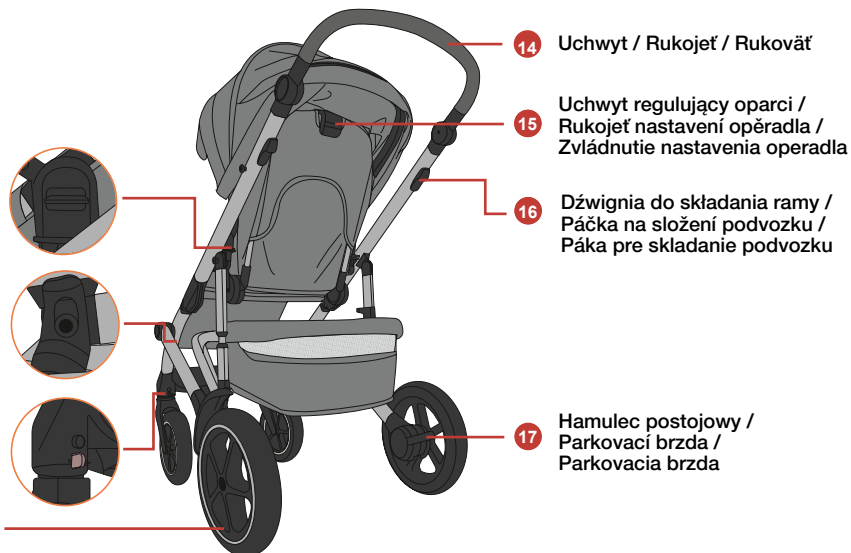 14 Uchwyt / Rukojeť / Rukoväť
15 Uchwyt regulujący oparci /
Rukojeť nastavení opěradla /
Zvládnutie nastavenia operadla
16 Dźwignia do składania ramy /
Páčka na složení podvozku /
Páka pre skladanie podvozku
17 Hamulec postojowy /
Parkovací brzda /
Parkovacia brzda